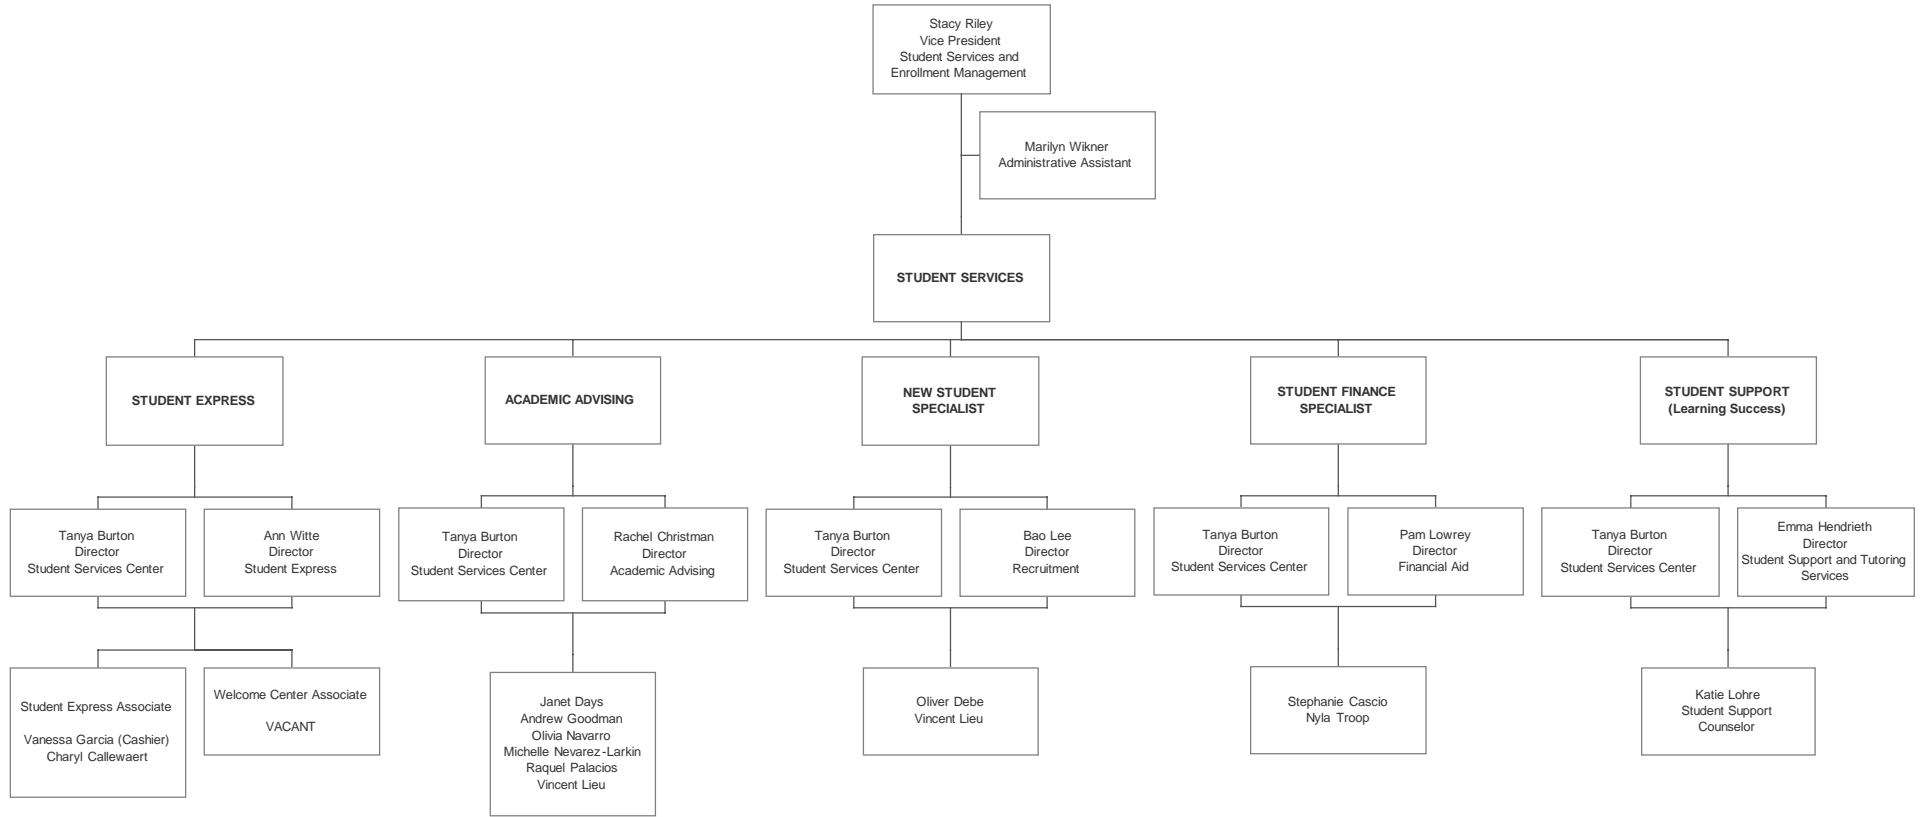 Stacy Riley
Vice President
Student Services and
Enrollment Management
Marilyn Wikner
Administrative Assistant
STUDENT SERVICES
STUDENT EXPRESS
ACADEMIC ADVISING
NEW STUDENT
SPECIALIST
STUDENT FINANCE
SPECIALIST
STUDENT SUPPORT
(Learning Success)
Tanya Burton
Director
Student Services Center
Ann Witte
Director
Student Express
Tanya Burton
Director
Student Services Center
Rachel Christman
Director
Academic Advising
Tanya Burton
Director
Student Services Center
Bao Lee
Director
Recruitment
Tanya Burton
Director
Student Services Center
Pam Lowrey
Director
Financial Aid
Tanya Burton
Director
Student Services Center
Emma Hendrieth
Director
Student Support and Tutoring
Services
Student Express Associate
Vanessa Garcia (Cashier)
Charyl Callewaert
Welcome Center Associate
VACANT
Janet Days
Andrew Goodman
Olivia Navarro
Michelle Nevarez-Larkin
Raquel Palacios
Vincent Lieu
Oliver Debe
Vincent Lieu
Stephanie Cascio
Nyla Troop
Katie Lohre
Student Support
Counselor